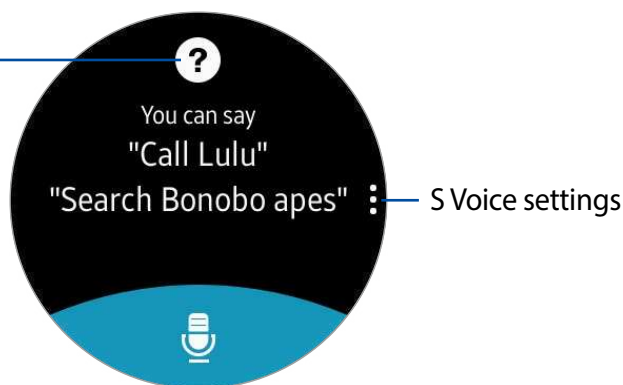 ?
You can say
"Call Lulu"
"Search Bonobo apes"
S Voice settings